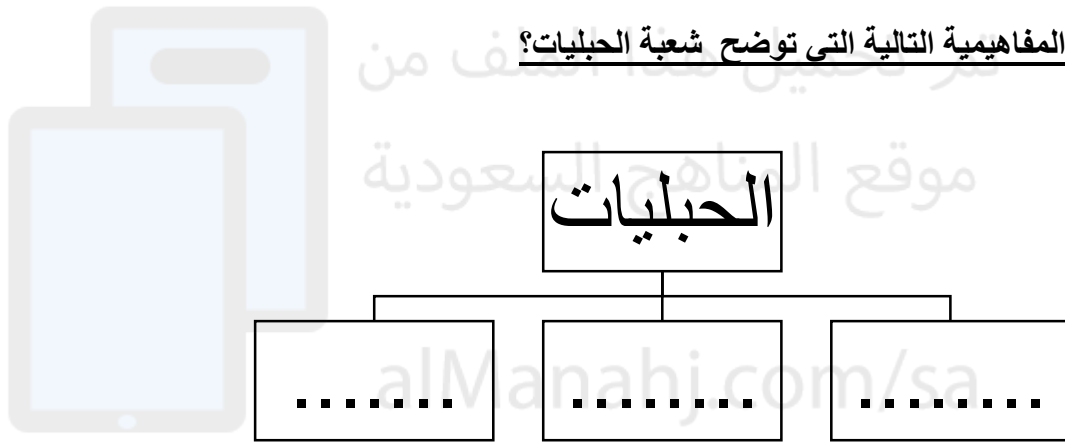 المفاهيمية التالية التي توضح شعبة الحبليات؟
تم تحميل هذا الملف من
موقع المناهج السعودية
الحبليات
........ ........ .......
alManahj.com/sa